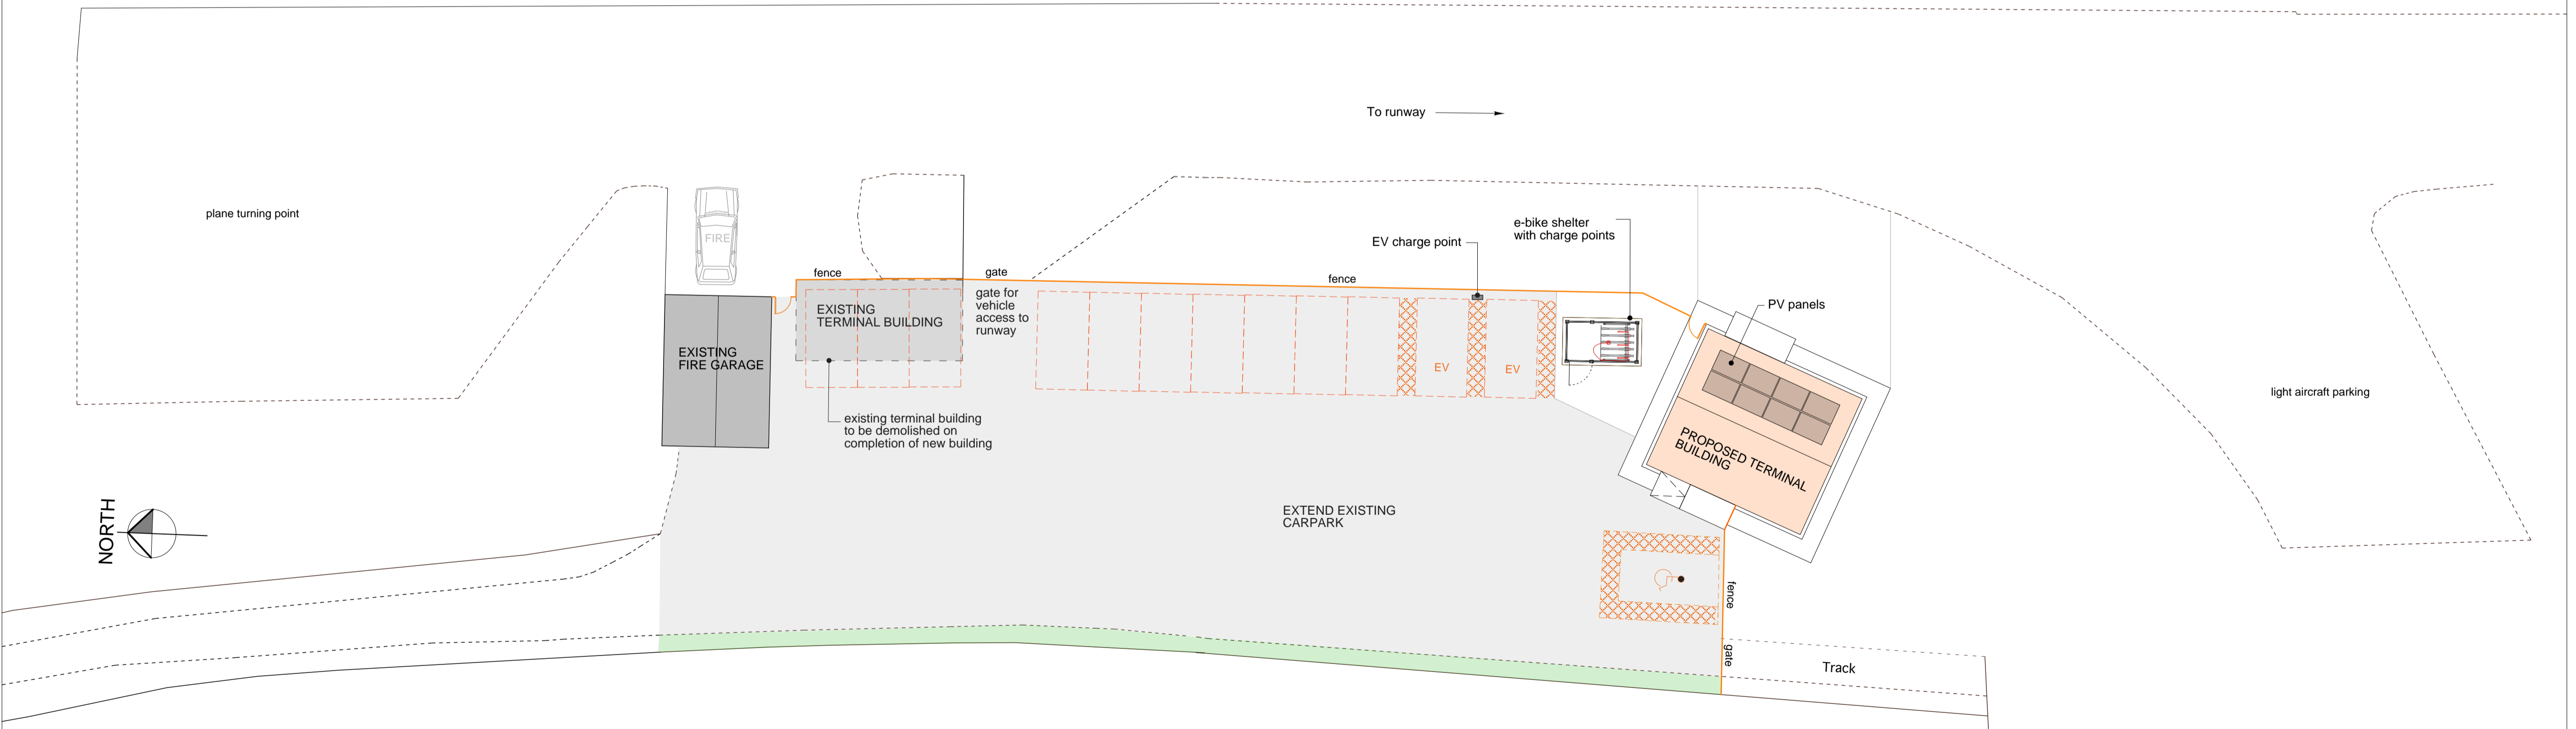 To runway
plane turning point
FIRE
e-bike shelter
with charge points
EV charge point
fence
gate
fence
gate for
vehicle
access to
runway
PV panels
EXISTING
TERMINAL BUILDING
EXISTING
FIRE GARAGE
EV
EV
light aircraft parking
existing terminal building
to be demolished on
completion of new building
PROPOSED TERMINAL
BUILDING
NORTH
EXTEND EXISTING
CARPARK
fence
gate
Track